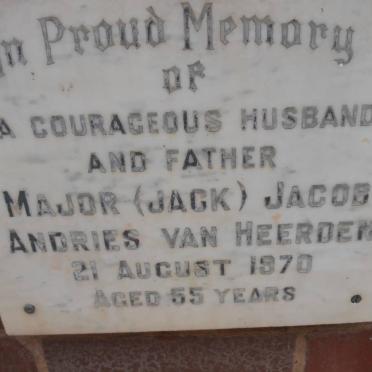 In Proud Memory
OF
A COURAGEOUS HUSBAND
AND FATHER
MAJOR (JACK) JACOB
ANDRIES VAN HEERDEN
21 AUGUST 1970
AGED 55 YEARS